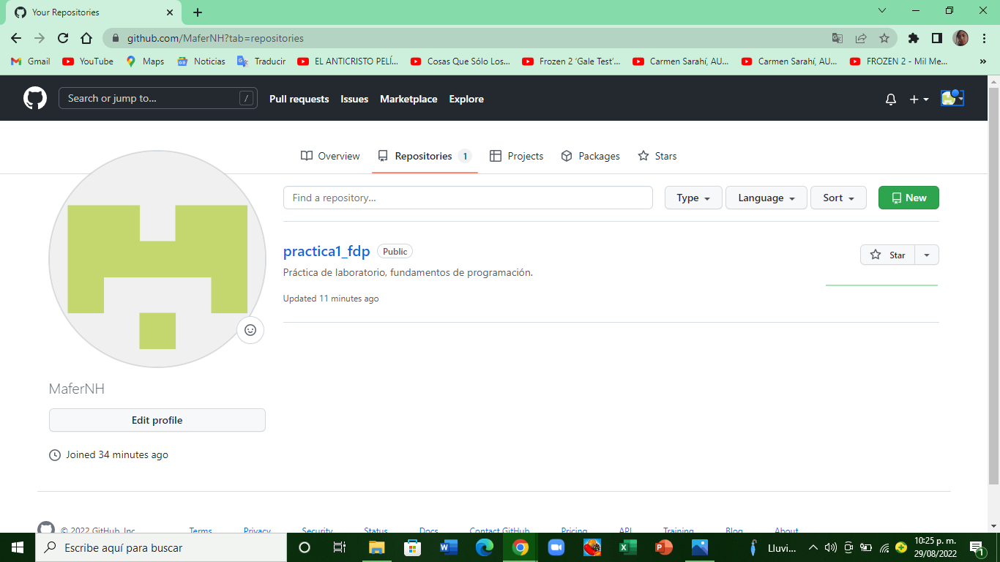 Your Repositories
github.com/MaferNH?tab=repositories
Gmail YouTube Maps Noticias Traducir EL ANTICRISTO PELÍ... Cosas Que Sólo Los... Frozen 2 ‘Gale Test’... Carmen Sarahí, AU... Carmen Sarahí, AU... FROZEN 2 - Mil Me...
Search or jump to... / Pull requests Issues Marketplace Explore
Overview Repositories 1 Projects Packages Stars
Find a repository... Type Language Sort New
practica1_fdp Public Star
Práctica de laboratorio, fundamentos de programación.
Updated 11 minutes ago
MaferNH
Edit profile
Joined 34 minutes ago
© 2022 GitHub, Inc. Terms Privacy Security Status Docs Contact GitHub Pricing API Training Blog About
Escribe aquí para buscar
Lluvi...
10:25 p. m.
29/08/2022
1